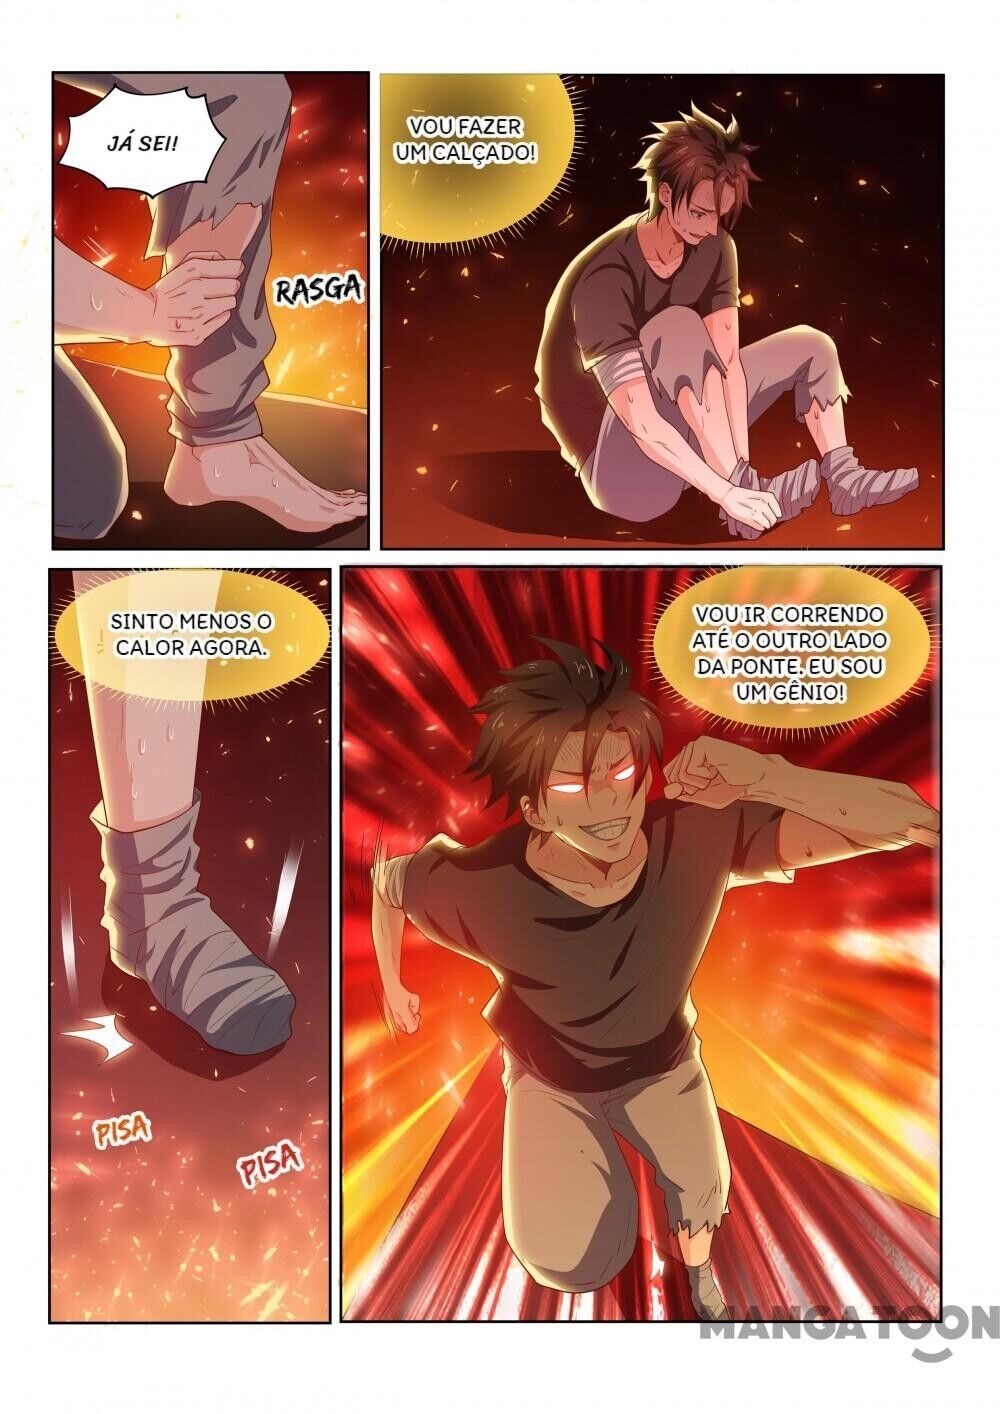 JÁ SEI!
RASGA
VOU FAZER
UM CALÇADO!
SINTO MENOS O
CALOR AGORA.
PISA
PISA
VOU IR CORRENDO
ATÉ O OUTRO LADO
DA PONTE. EU SOU
UM GÊNIO!
MANGATOON